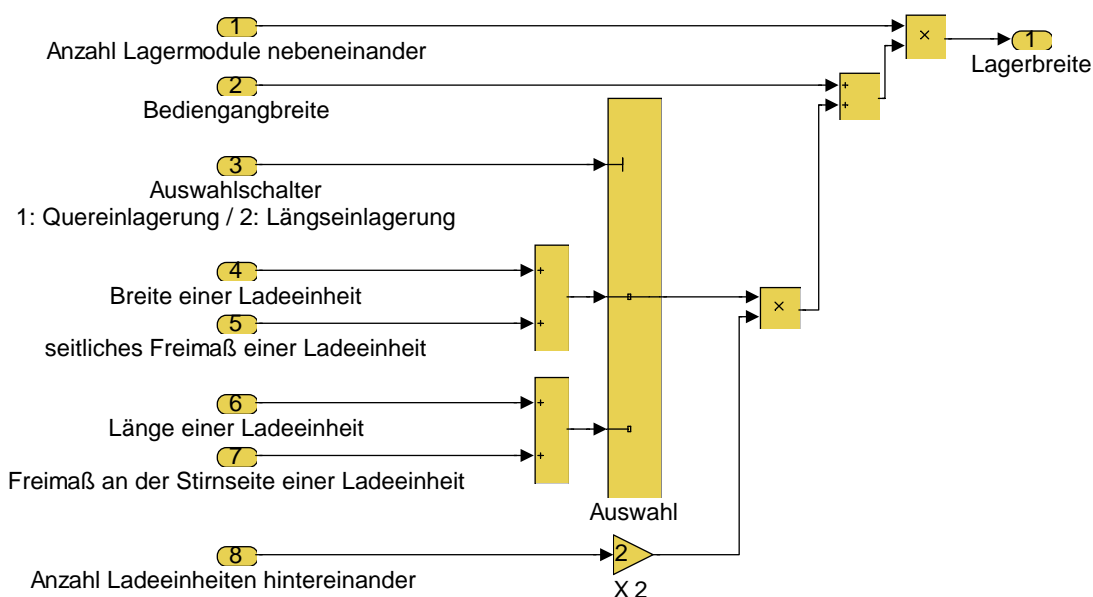 1
Anzahl Lagermodule nebeneinander
×
1
Lagerbreite
2
Bediengangbreite
+
+
3
Auswahlschalter
1: Quereinlagerung / 2: Längseinlagerung
4
Breite einer Ladeeinheit
+
×
5
seitliches Freimaß einer Ladeeinheit
+
6
Länge einer Ladeeinheit
+
7
Freimaß an der Stirnseite einer Ladeeinheit
+
Auswahl
8
Anzahl Ladeeinheiten hintereinander
2
X 2